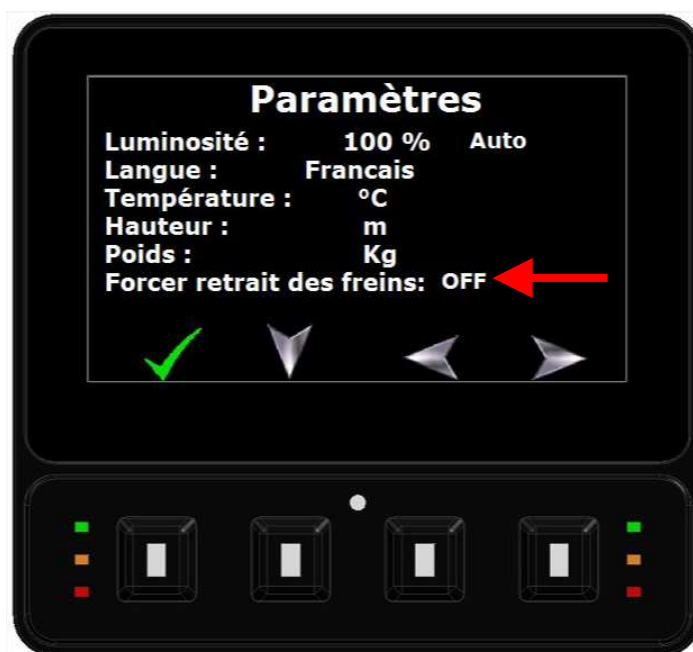 Paramètres
Luminosité : 100 % Auto
Langue : Francais
Température : °C
Hauteur : m
Poids : Kg
Forcer retrait des freins: OFF